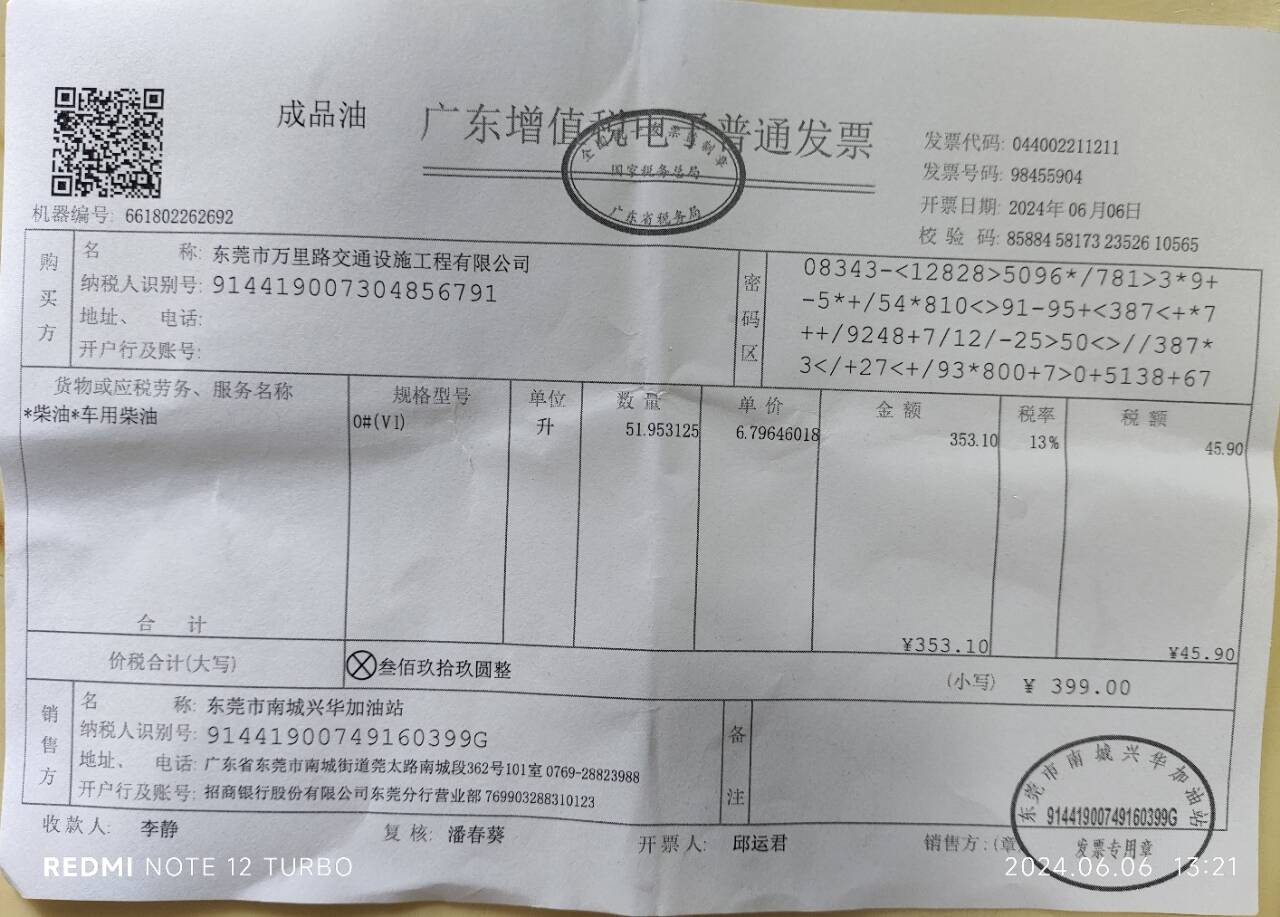 成品油 广东增值税电子普通发票
发票代码: 044002211211
发票号码: 98455904
开票日期: 2024年06月06日
校验码: 85884 58173 23526 10565
机器编号: 661802262692
国家税务总局
广东省税务局
购买方
名称: 东莞市万里路交通设施工程有限公司
纳税人识别号: 914419007304856791
地址、电话:
开户行及账号:
密码区
08343-<12828>5096*/781>3*9+
-5*+/54*810<>91-95+<387<+*7
++/9248+7/12/-25>50<>//387*
3</+27<+/93*800+7>0+5138+67
货物或应税劳务、服务名称 规格型号 单位 数量 单价 金额 税率 税额
*柴油*车用柴油 0#(VI) 升 51.953125 6.79646018 353.10 13% 45.90
合计 ¥353.10 ¥45.90
价税合计(大写) ⊗叁佰玖拾玖圆整 (小写) ¥ 399.00
销售方
名称: 东莞市南城兴华加油站
纳税人识别号: 91441900749160399G
地址、电话: 广东省东莞市南城街道莞太路南城段362号101室 0769-28823988
开户行及账号: 招商银行股份有限公司东莞分行营业部 769903288310123
备注
收款人: 李静 复核: 潘春葵 开票人: 邱运君 销售方:(章)
东莞市南城兴华加油站
91441900749160399G
发票专用章
REDMI NOTE 12 TURBO
2024.06.06 13:21